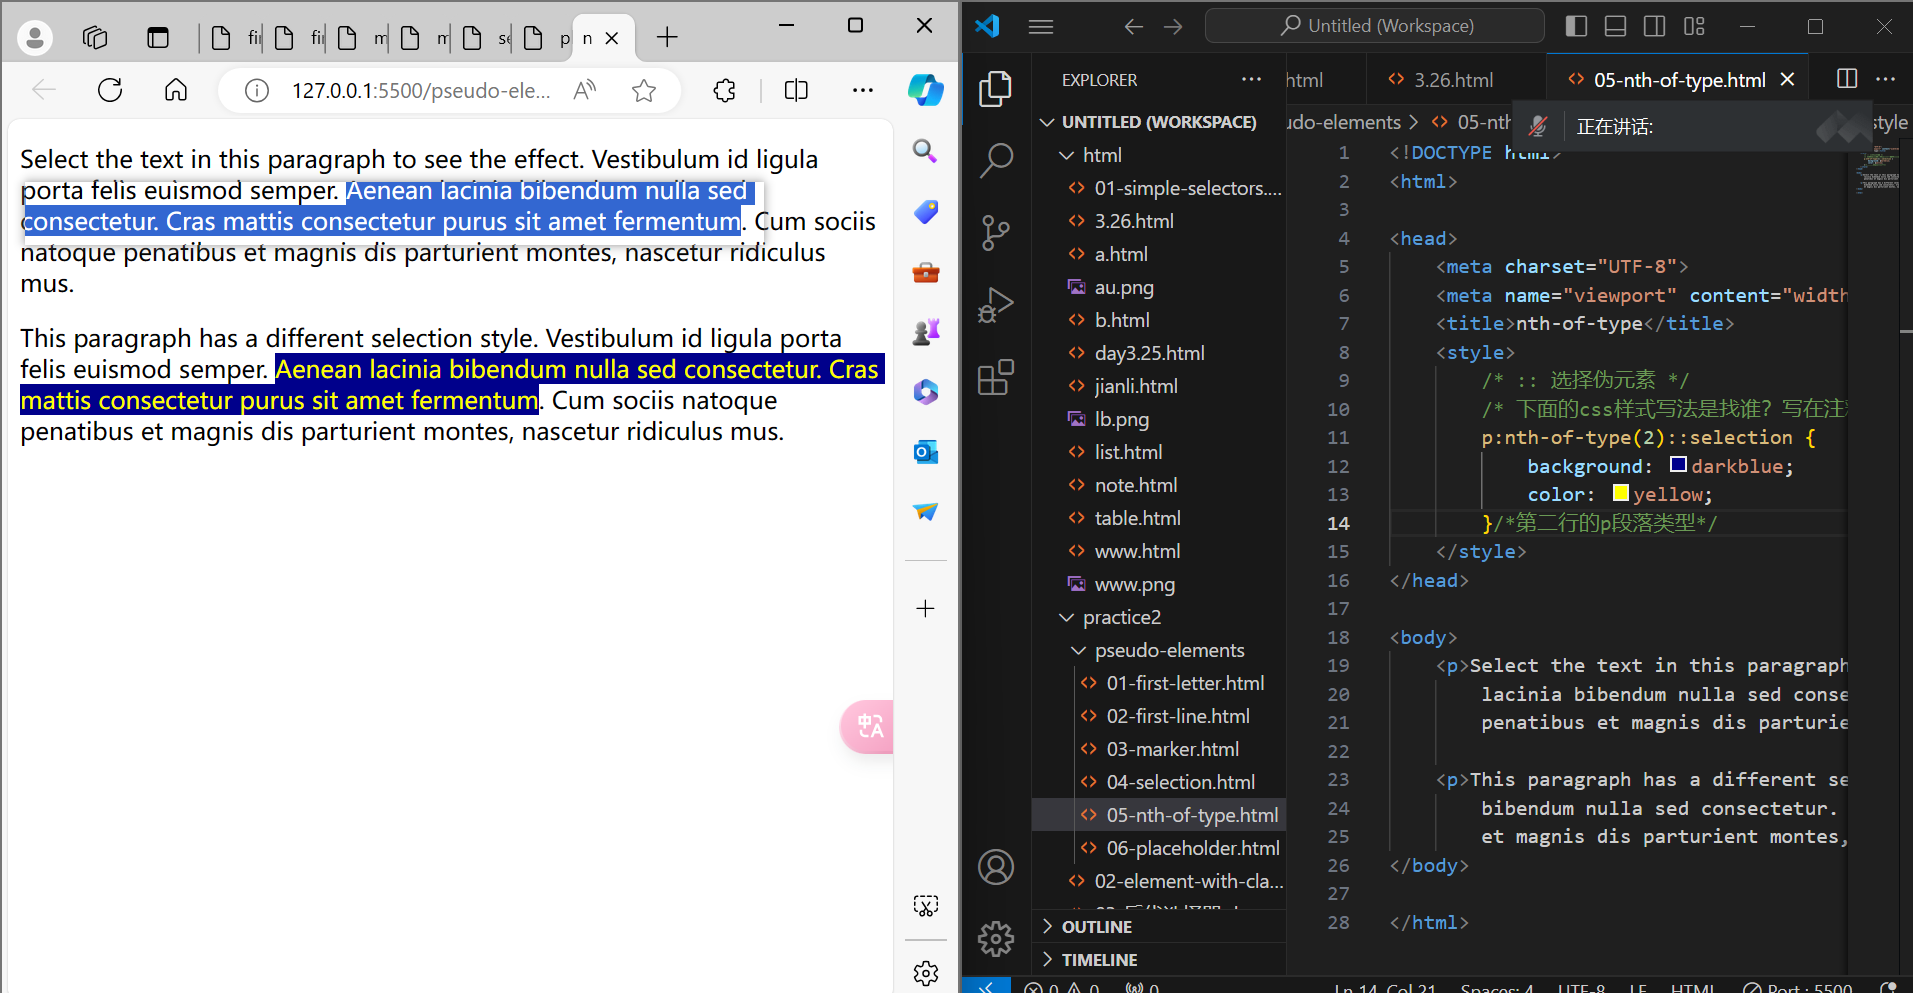 fi
fi
m
m
se
p
n
127.0.0.1:5500/pseudo-ele...
Select the text in this paragraph to see the effect. Vestibulum id ligula
porta felis euismod semper. Aenean lacinia bibendum nulla sed
consectetur. Cras mattis consectetur purus sit amet fermentum. Cum sociis
natoque penatibus et magnis dis parturient montes, nascetur ridiculus
mus.
This paragraph has a different selection style. Vestibulum id ligula porta
felis euismod semper. Aenean lacinia bibendum nulla sed consectetur. Cras
mattis consectetur purus sit amet fermentum. Cum sociis natoque
penatibus et magnis dis parturient montes, nascetur ridiculus mus.
Untitled (Workspace)
EXPLORER
UNTITLED (WORKSPACE)
html
01-simple-selectors....
3.26.html
a.html
au.png
b.html
day3.25.html
jianli.html
lb.png
list.html
note.html
table.html
www.html
www.png
practice2
pseudo-elements
01-first-letter.html
02-first-line.html
03-marker.html
04-selection.html
05-nth-of-type.html
06-placeholder.html
02-element-with-cla...
OUTLINE
TIMELINE
html
3.26.html
05-nth-of-type.html
udo-elements > 05-nth
正在讲话:
style
1 <!DOCTYPE html>
2 <html>
3
4 <head>
5 <meta charset="UTF-8">
6 <meta name="viewport" content="width
7 <title>nth-of-type</title>
8 <style>
9 /* :: 选择伪元素 */
10 /* 下面的css样式写法是找谁？写在注释
11 p:nth-of-type(2)::selection {
12 background: darkblue;
13 color: yellow;
14 }/*第二行的p段落类型*/
15 </style>
16 </head>
17
18 <body>
19 <p>Select the text in this paragraph
20 lacinia bibendum nulla sed conse
21 penatibus et magnis dis parturie
22
23 <p>This paragraph has a different se
24 bibendum nulla sed consectetur.
25 et magnis dis parturient montes,
26 </body>
27
28 </html>
0 0 0 Ln 14, Col 21 Spaces: 4 UTF-8 LF HTML Port : 5500